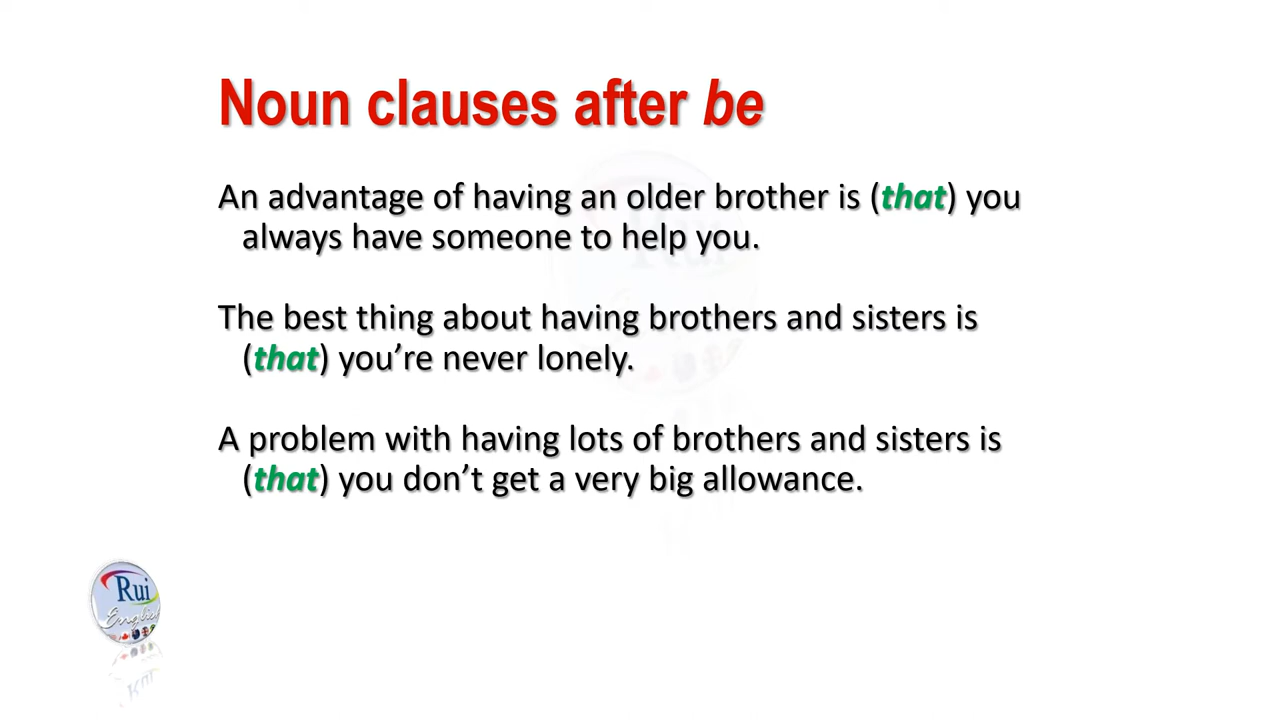 Noun clauses after be
An advantage of having an older brother is (that) you
always have someone to help you.
The best thing about having brothers and sisters is
(that) you’re never lonely.
A problem with having lots of brothers and sisters is
(that) you don’t get a very big allowance.
Rui
English